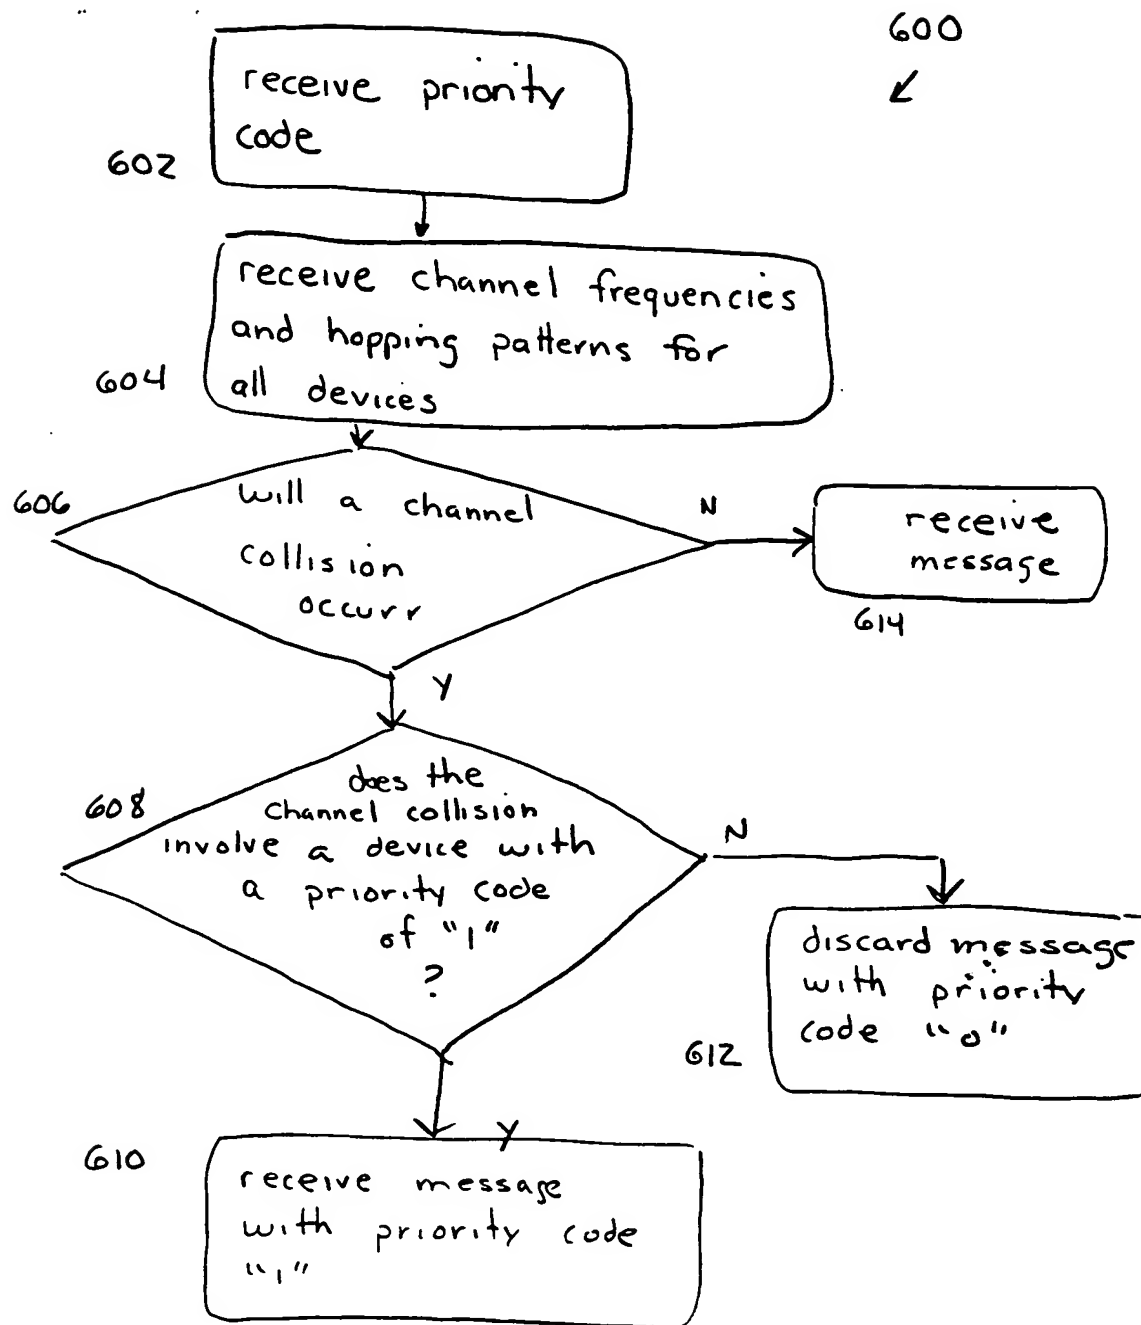 600
receive priority
code
602
receive channel frequencies
and hopping patterns for
all devices
604
606
will a channel
collision
occurr
N
receive
message
614
Y
608
does the
channel collision
involve a device with
a priority code
of "1"
?
N
discard message
with priority
code "0"
612
Y
610
receive message
with priority code
"1"